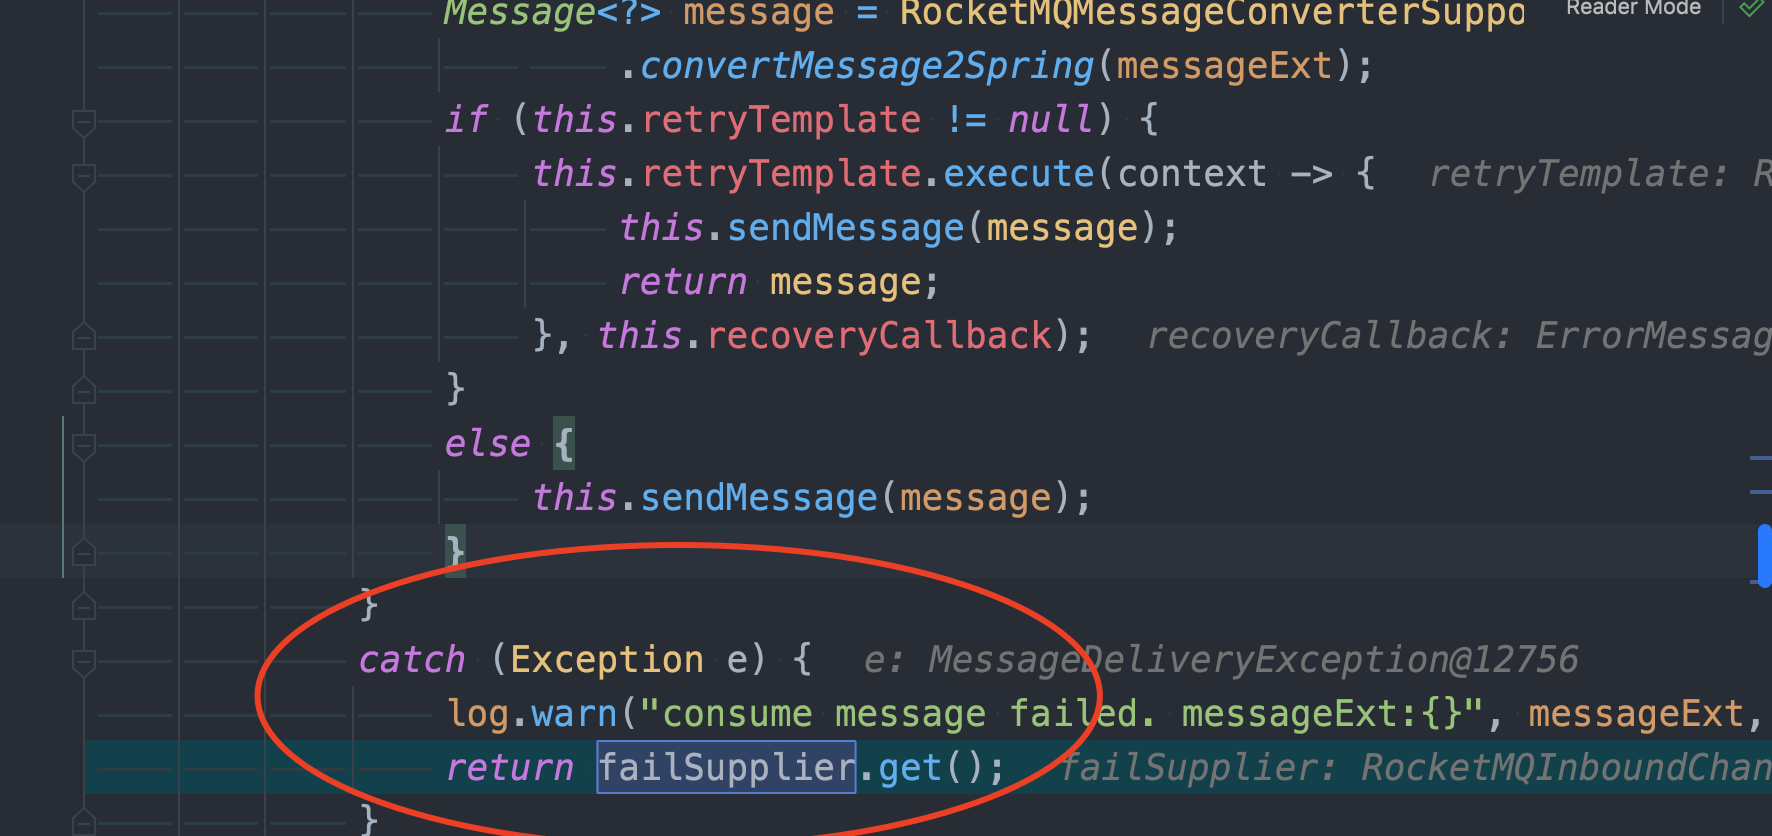 Message<?> message = RocketMQMessageConverterSuppo
Reader Mode
.convertMessage2Spring(messageExt);
if (this.retryTemplate != null) {
this.retryTemplate.execute(context -> { retryTemplate: R
this.sendMessage(message);
return message;
}, this.recoveryCallback); recoveryCallback: ErrorMessag
}
else {
this.sendMessage(message);
}
}
catch (Exception e) { e: MessageDeliveryException@12756
log.warn("consume message failed. messageExt:{}", messageExt,
return failSupplier.get(); failSupplier: RocketMQInboundChan
}